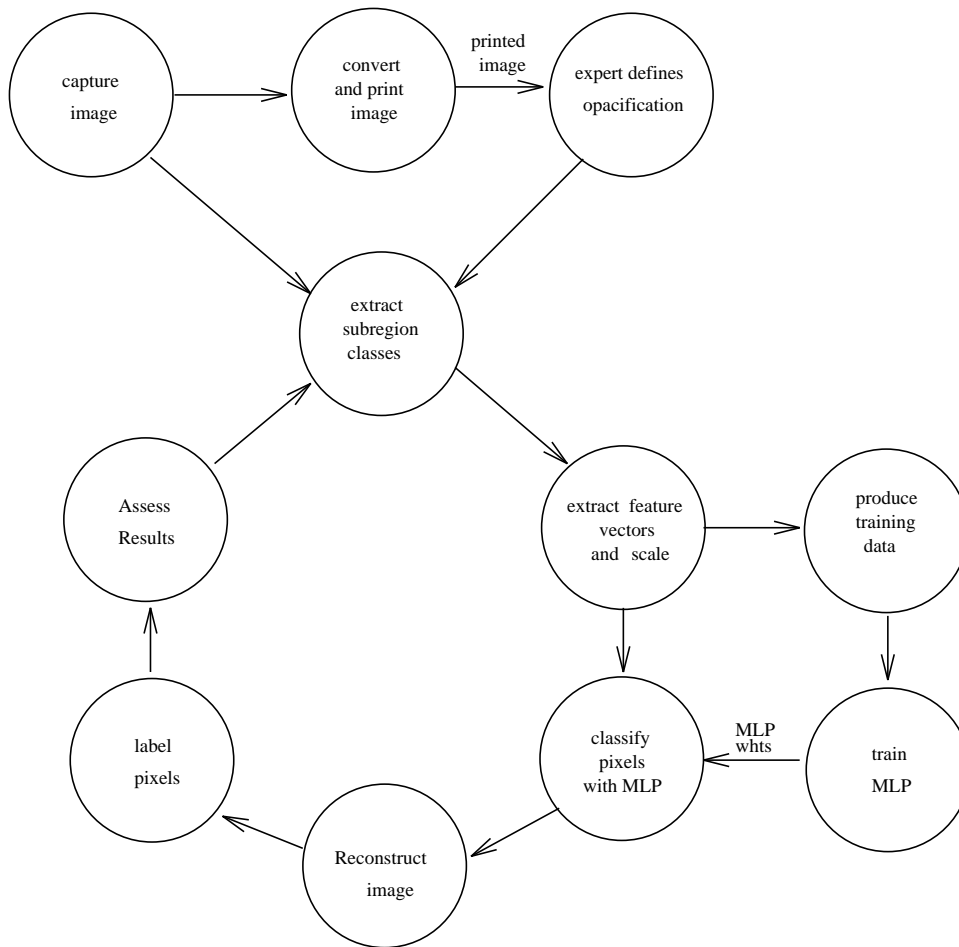 capture
image
convert
and print
image
printed
image
expert defines
opacification
extract
subregion
classes
Assess
Results
extract feature
vectors
and scale
produce
training
data
label
pixels
classify
pixels
with MLP
MLP
whts
train
MLP
Reconstruct
image